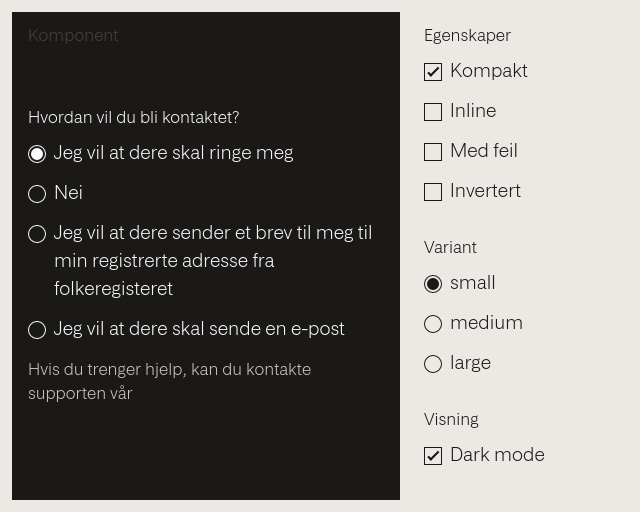 Komponent
Hvordan vil du bli kontaktet?
Jeg vil at dere skal ringe meg
Nei
Jeg vil at dere sender et brev til meg til
min registrerte adresse fra
folkeregisteret
Jeg vil at dere skal sende en e-post
Hvis du trenger hjelp, kan du kontakte
supporten vår
Egenskaper
Kompakt
Inline
Med feil
Invertert
Variant
small
medium
large
Visning
Dark mode